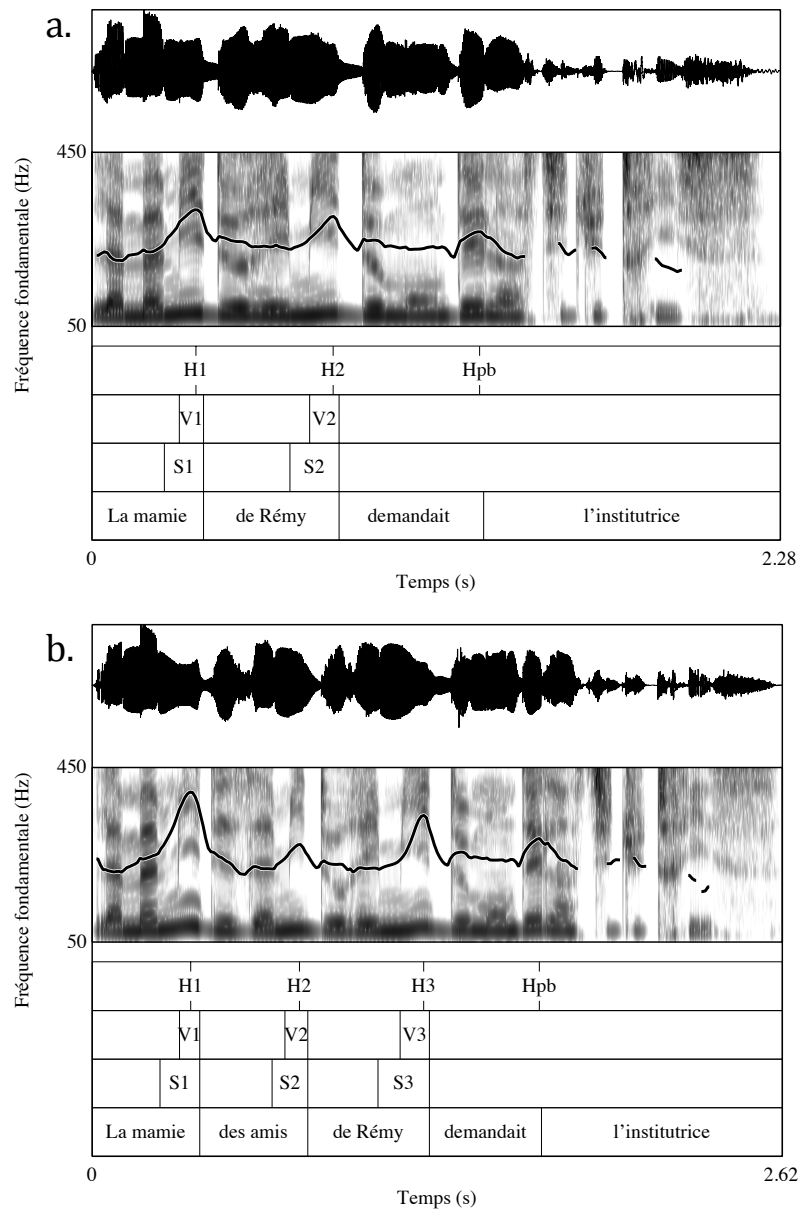 a.
450
Fréquence fondamentale (Hz)
50
H1 H2 Hpb
V1 V2
S1 S2
La mamie de Rémy demandait l’institutrice
0 2.28
Temps (s)
b.
450
Fréquence fondamentale (Hz)
50
H1 H2 H3 Hpb
V1 V2 V3
S1 S2 S3
La mamie des amis de Rémy demandait l’institutrice
0 2.62
Temps (s)